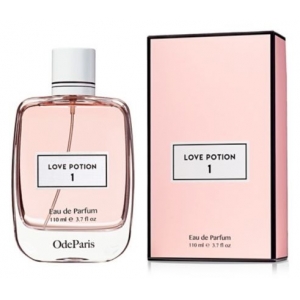 LOVE POTION
1
Eau de Parfum
110 ml ℮ 3.7 fl oz
OdeParis
LOVE POTION
1
Eau de Parfum
110 ml ℮ 3.7 fl oz